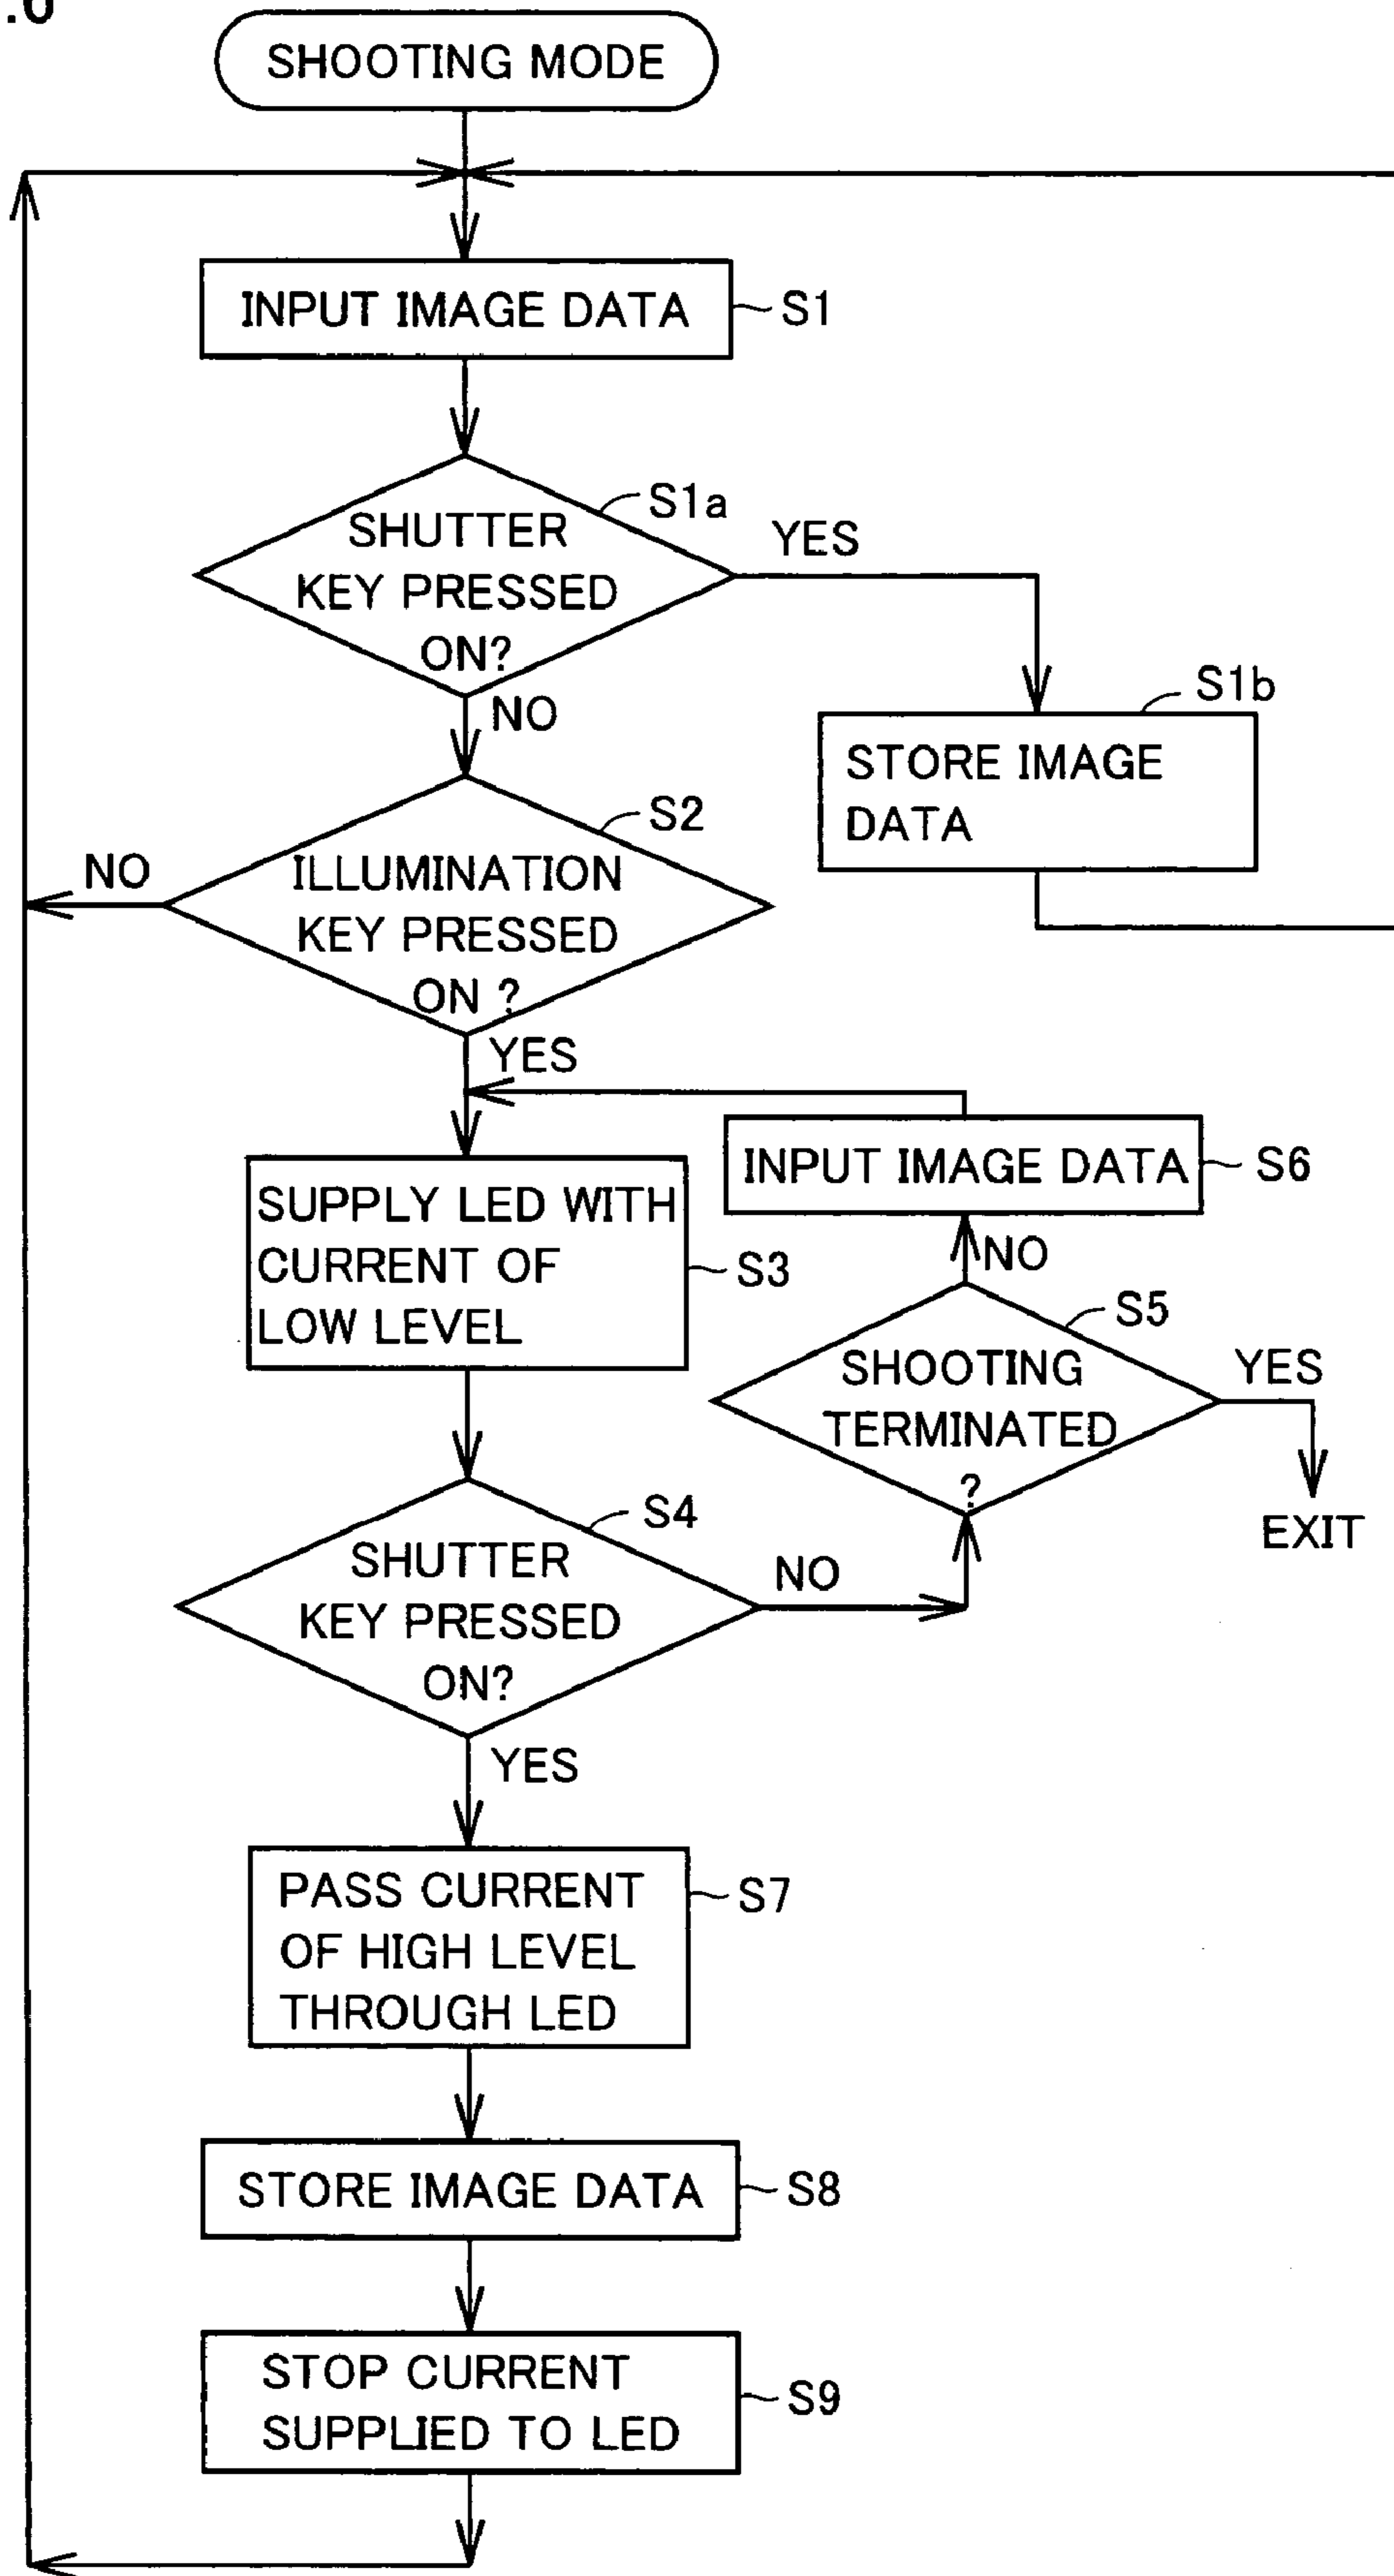 SHOOTING MODE
INPUT IMAGE DATA S1
S1a
SHUTTER
KEY PRESSED
ON?
YES
NO
S1b
STORE IMAGE
DATA
S2
ILLUMINATION
KEY PRESSED
ON ?
NO
YES
INPUT IMAGE DATA S6
SUPPLY LED WITH
CURRENT OF
LOW LEVEL
S3
NO
S5
SHOOTING
TERMINATED
?
YES
EXIT
S4
SHUTTER
KEY PRESSED
ON?
NO
YES
PASS CURRENT
OF HIGH LEVEL
THROUGH LED
S7
STORE IMAGE DATA S8
STOP CURRENT
SUPPLIED TO LED
S9